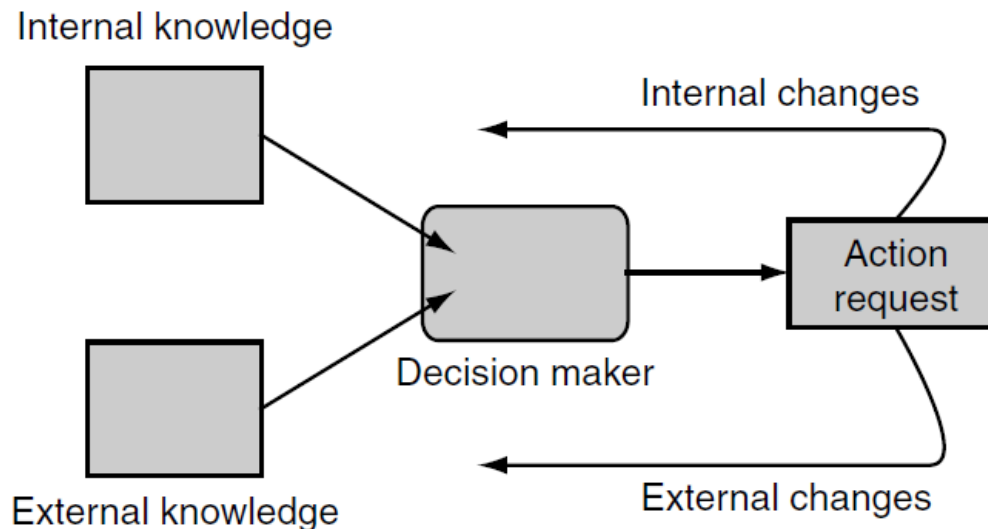 Internal knowledge
Internal changes
Action
request
Decision maker
External changes
External knowledge